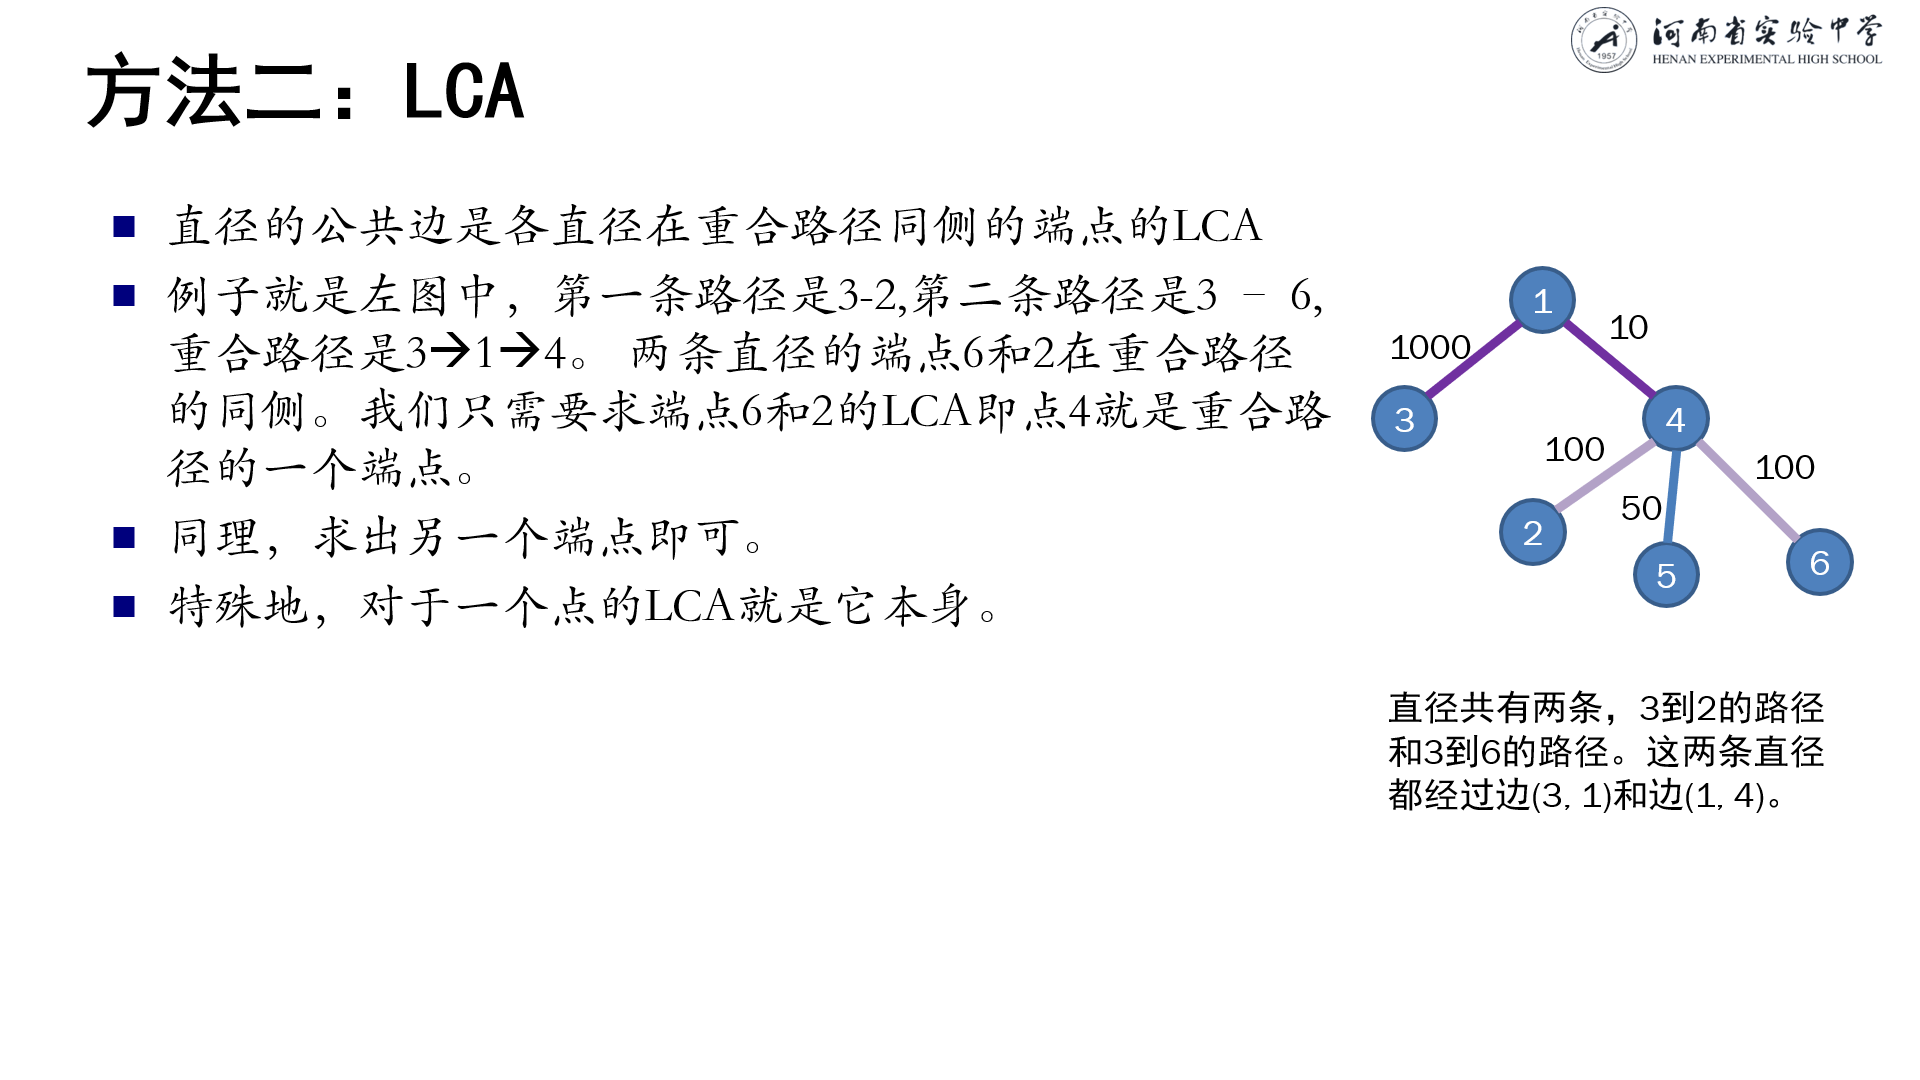 河南省实验中学
HENAN EXPERIMENTAL HIGH SCHOOL
1957
方法二：LCA
直径的公共边是各直径在重合路径同侧的端点的LCA
例子就是左图中，第一条路径是3-2,第二条路径是3 – 6,
重合路径是3→1→4。 两条直径的端点6和2在重合路径
的同侧。我们只需要求端点6和2的LCA即点4就是重合路
径的一个端点。
同理，求出另一个端点即可。
特殊地，对于一个点的LCA就是它本身。
1
1000
10
3
4
100
100
50
2
5
6
直径共有两条，3到2的路径
和3到6的路径。这两条直径
都经过边(3, 1)和边(1, 4)。